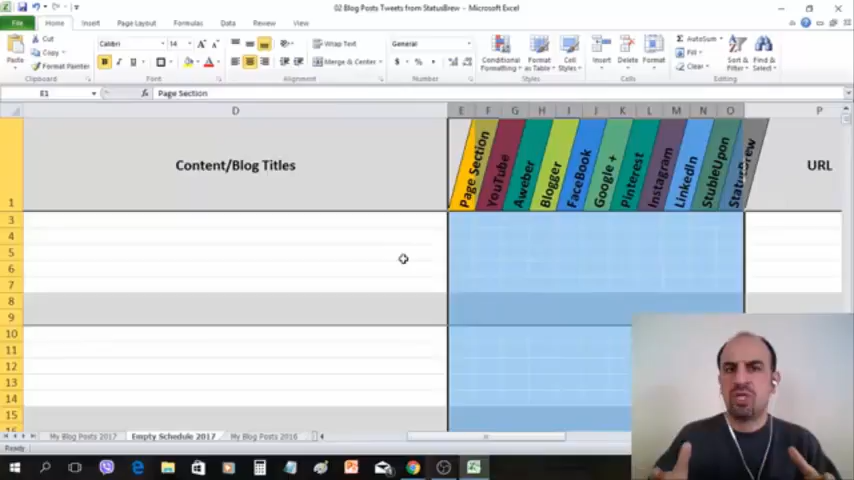 02 Blog Posts Tweets from StatusBrew - Microsoft Excel
File Home Insert Page Layout Formulas Data Review View
Cut
Copy
Format Painter
Paste
Clipboard
Calibri 14
B I U
Font
Wrap Text
Merge & Center
Alignment
General
Number
Conditional Formatting
Format as Table
Cell Styles
Styles
Insert Delete Format
Cells
AutoSum
Fill
Clear
Sort & Filter
Find & Select
Editing
E1 fx Page Section
D E F G H I J K L M N O P
1
Content/Blog Titles
Page Section
YouTube
Aweber
Blogger
FaceBook
Google +
Pinterest
Instagram
LinkedIn
StubleUpon
StatusBrew
URL
3
4
5
6
7
8
9
10
11
12
13
14
15
My Blog Posts 2017 Empty Schedule 2017 My Blog Posts 2016
Ready